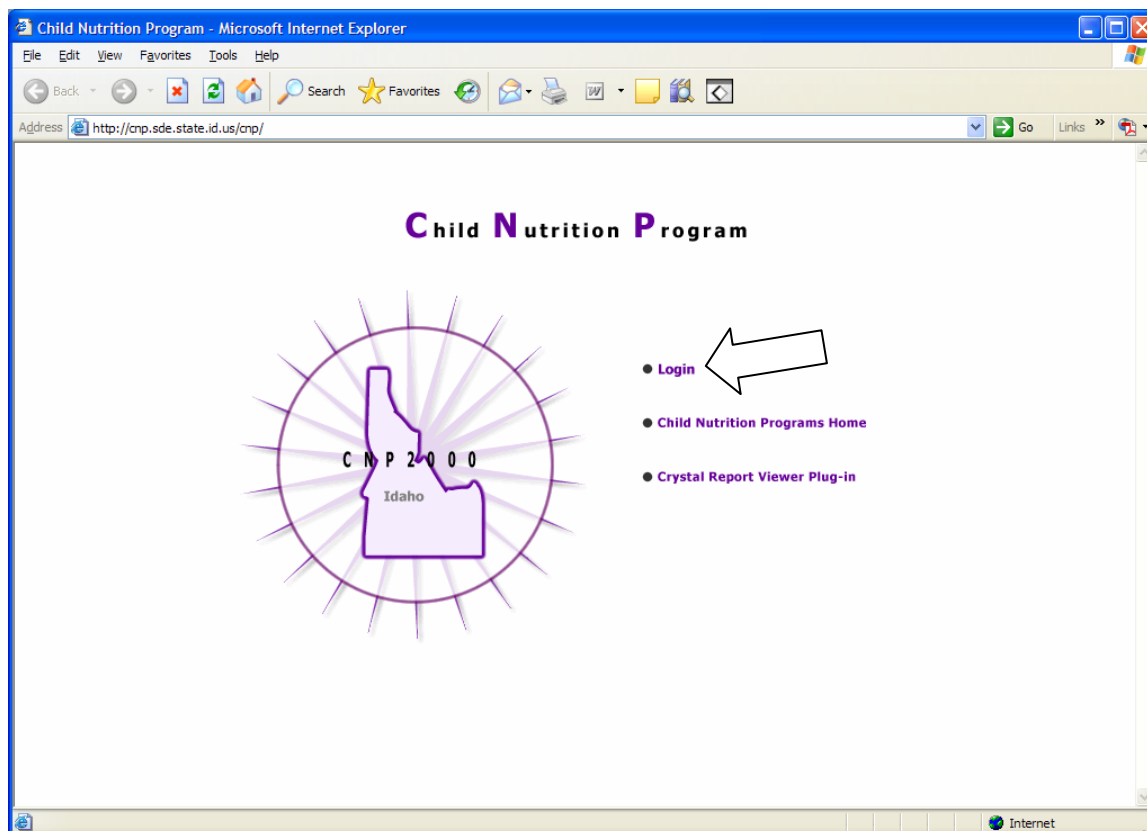 Child Nutrition Program - Microsoft Internet Explorer
File Edit View Favorites Tools Help
Back Search Favorites
Address http://cnp.sde.state.id.us/cnp/ Go Links »
Child Nutrition Program
Login
Child Nutrition Programs Home
CNP2000
Crystal Report Viewer Plug-in
Idaho
Internet